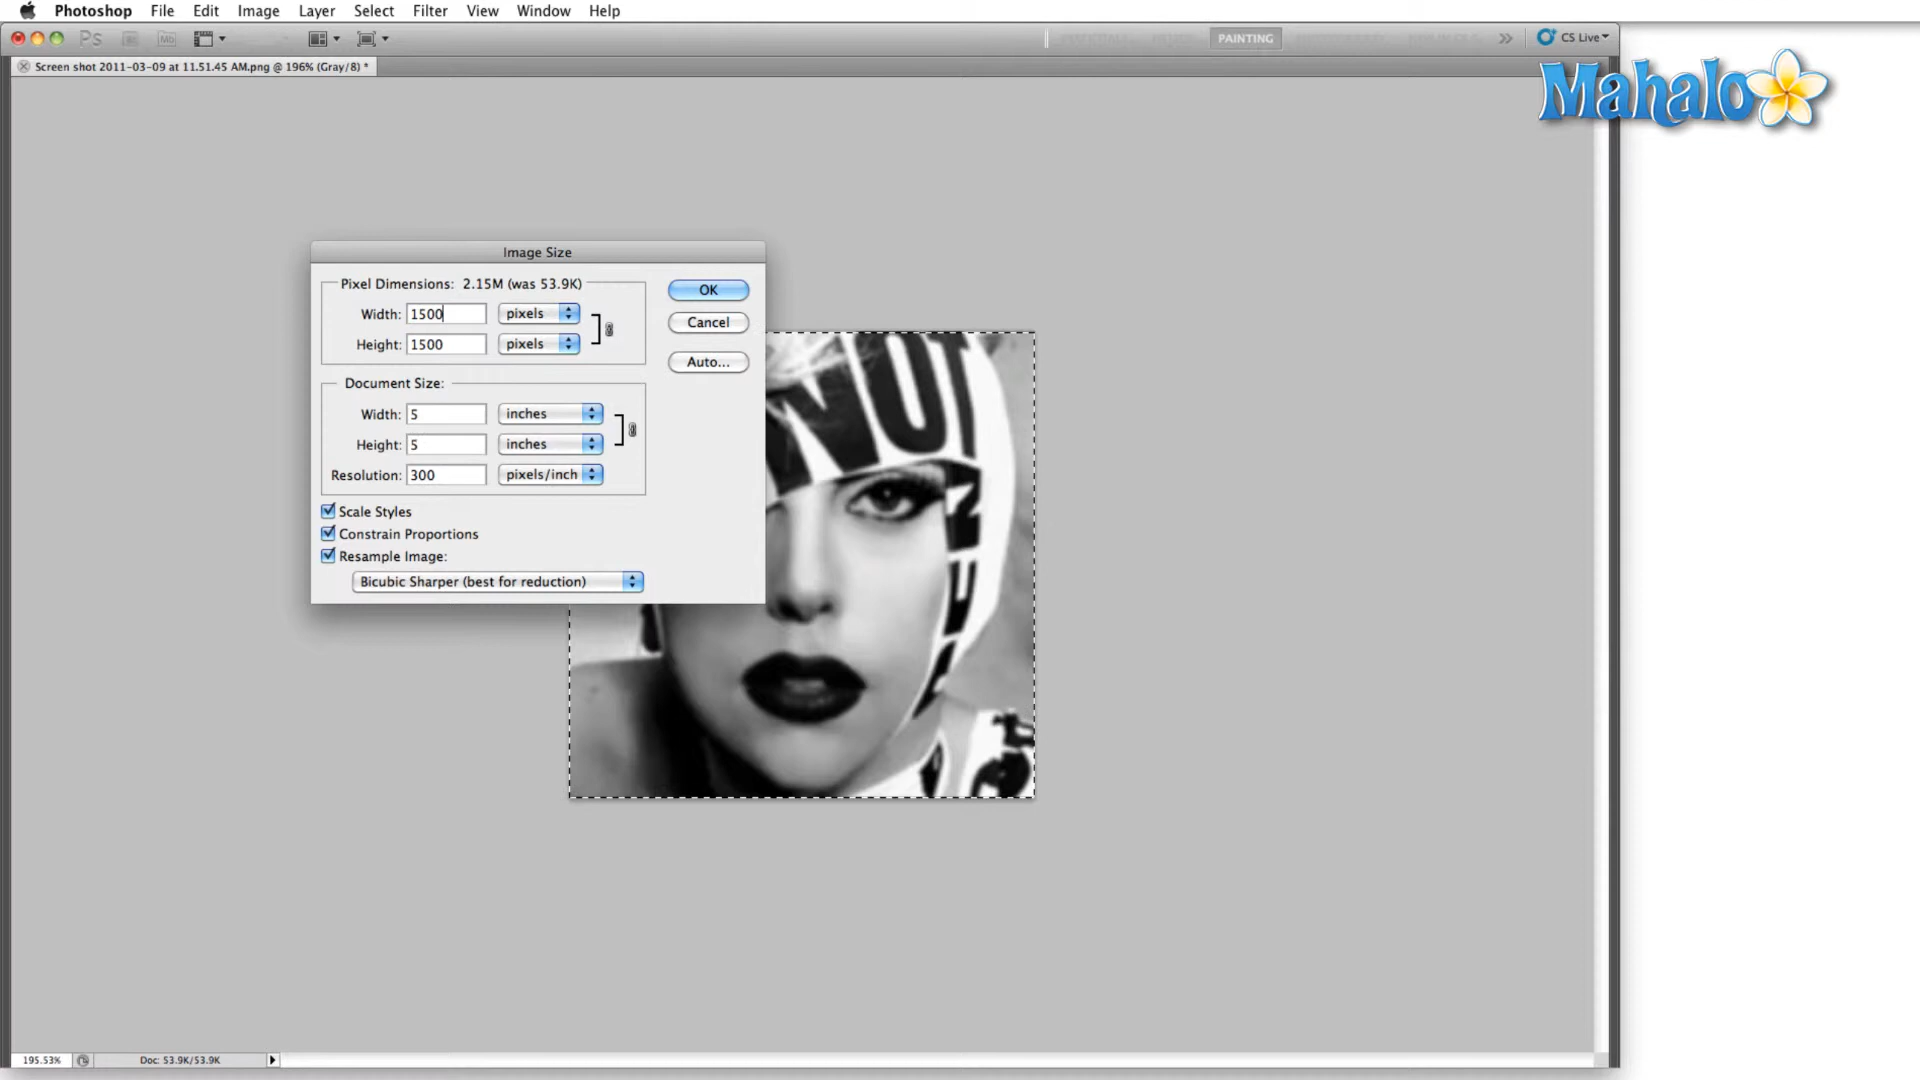 Photoshop File Edit Image Layer Select Filter View Window Help
Ps Br Mb PAINTING CS Live
Screen shot 2011-03-09 at 11.51.45 AM.png @ 196% (Gray/8) *
Mahalo
Image Size
Pixel Dimensions: 2.15M (was 53.9K)
OK
Width: 1500 pixels
Cancel
Height: 1500 pixels
Auto...
Document Size:
Width: 5 inches
Height: 5 inches
Resolution: 300 pixels/inch
Scale Styles
Constrain Proportions
Resample Image:
Bicubic Sharper (best for reduction)
NOT
195.53% Doc: 53.9K/53.9K